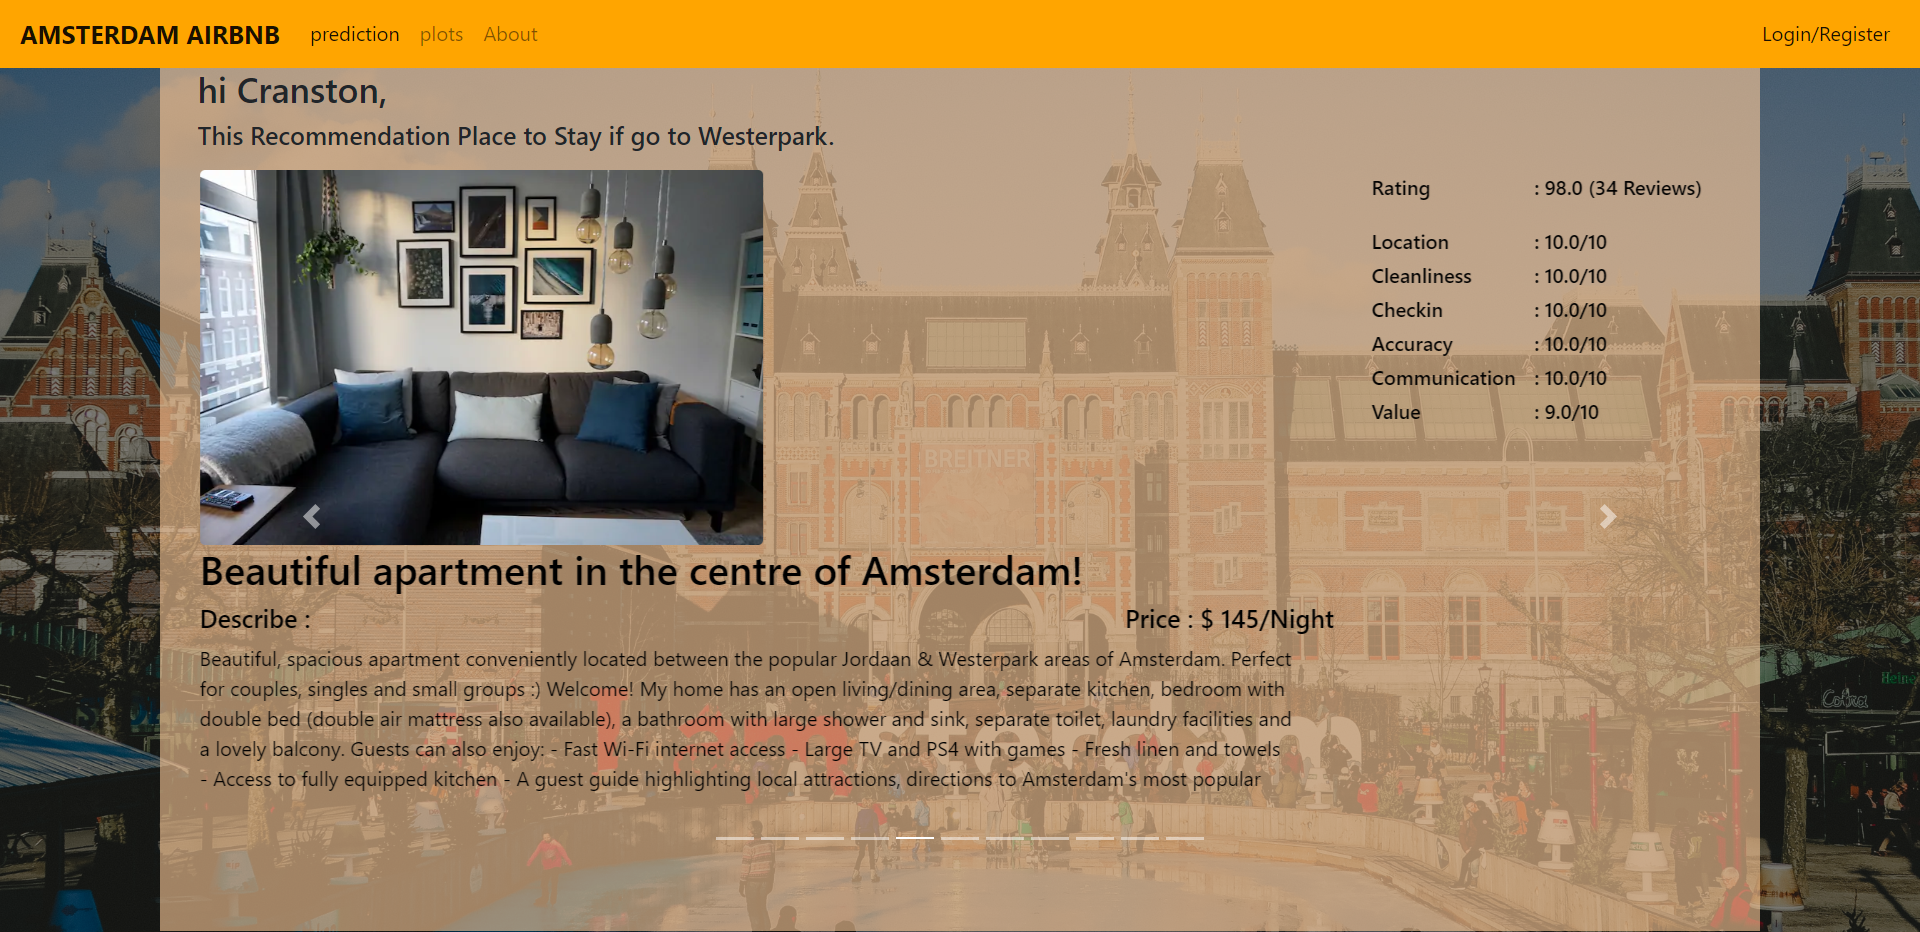 AMSTERDAM AIRBNB prediction plots About Login/Register
hi Cranston,
This Recommendation Place to Stay if go to Westerpark.
Rating : 98.0 (34 Reviews)
Location : 10.0/10
Cleanliness : 10.0/10
Checkin : 10.0/10
Accuracy : 10.0/10
Communication : 10.0/10
Value : 9.0/10
BREITNER
Beautiful apartment in the centre of Amsterdam!
Describe : Price : $ 145/Night
Beautiful, spacious apartment conveniently located between the popular Jordaan & Westerpark areas of Amsterdam. Perfect
for couples, singles and small groups :) Welcome! My home has an open living/dining area, separate kitchen, bedroom with
double bed (double air mattress also available), a bathroom with large shower and sink, separate toilet, laundry facilities and
a lovely balcony. Guests can also enjoy: - Fast Wi-Fi internet access - Large TV and PS4 with games - Fresh linen and towels
- Access to fully equipped kitchen - A guest guide highlighting local attractions, directions to Amsterdam's most popular
I amsterdam
Heine
Cobra